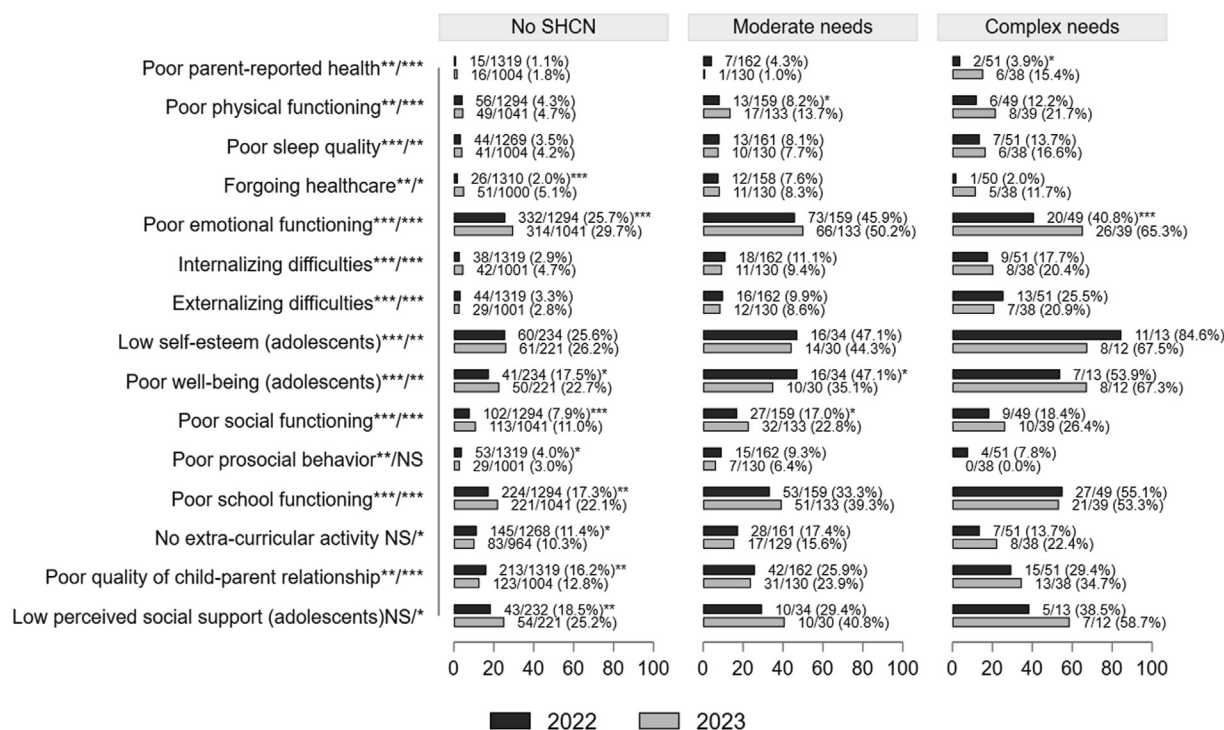 No SHCN Moderate needs Complex needs
Poor parent-reported health**/*** 15/1319 (1.1%) 7/162 (4.3%) 2/51 (3.9%)*
16/1004 (1.8%) 1/130 (1.0%) 6/38 (15.4%)
Poor physical functioning**/*** 56/1294 (4.3%) 13/159 (8.2%)* 6/49 (12.2%)
49/1041 (4.7%) 17/133 (13.7%) 8/39 (21.7%)
Poor sleep quality***/** 44/1269 (3.5%) 13/161 (8.1%) 7/51 (13.7%)
41/1004 (4.2%) 10/130 (7.7%) 6/38 (16.6%)
Forgoing healthcare**/* 26/1310 (2.0%)*** 12/158 (7.6%) 1/50 (2.0%)
51/1000 (5.1%) 11/130 (8.3%) 5/38 (11.7%)
Poor emotional functioning***/*** 332/1294 (25.7%)*** 73/159 (45.9%) 20/49 (40.8%)***
314/1041 (29.7%) 66/133 (50.2%) 26/39 (65.3%)
Internalizing difficulties***/*** 38/1319 (2.9%) 18/162 (11.1%) 9/51 (17.7%)
42/1001 (4.7%) 11/130 (9.4%) 8/38 (20.4%)
Externalizing difficulties***/*** 44/1319 (3.3%) 16/162 (9.9%) 13/51 (25.5%)
29/1001 (2.8%) 12/130 (8.6%) 7/38 (20.9%)
Low self-esteem (adolescents)***/** 60/234 (25.6%) 16/34 (47.1%) 11/13 (84.6%)
61/221 (26.2%) 14/30 (44.3%) 8/12 (67.5%)
Poor well-being (adolescents)***/** 41/234 (17.5%)* 16/34 (47.1%)* 7/13 (53.9%)
50/221 (22.7%) 10/30 (35.1%) 8/12 (67.3%)
Poor social functioning***/*** 102/1294 (7.9%)*** 27/159 (17.0%)* 9/49 (18.4%)
113/1041 (11.0%) 32/133 (22.8%) 10/39 (26.4%)
Poor prosocial behavior**/NS 53/1319 (4.0%)* 15/162 (9.3%) 4/51 (7.8%)
29/1001 (3.0%) 7/130 (6.4%) 0/38 (0.0%)
Poor school functioning***/*** 224/1294 (17.3%)** 53/159 (33.3%) 27/49 (55.1%)
221/1041 (22.1%) 51/133 (39.3%) 21/39 (53.3%)
No extra-curricular activity NS/* 145/1268 (11.4%)* 28/161 (17.4%) 7/51 (13.7%)
83/964 (10.3%) 17/129 (15.6%) 8/38 (22.4%)
Poor quality of child-parent relationship**/*** 213/1319 (16.2%)** 42/162 (25.9%) 15/51 (29.4%)
123/1004 (12.8%) 31/130 (23.9%) 13/38 (34.7%)
Low perceived social support (adolescents)NS/* 43/232 (18.5%)** 10/34 (29.4%) 5/13 (38.5%)
54/221 (25.2%) 10/30 (40.8%) 7/12 (58.7%)
0 20 40 60 80 100 0 20 40 60 80 100 0 20 40 60 80 100
2022 2023